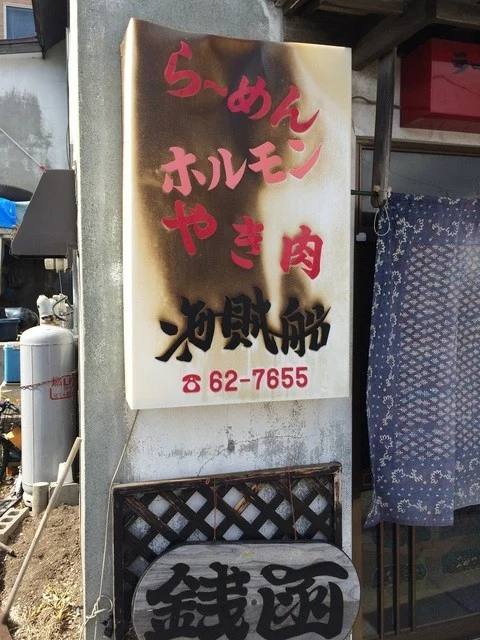 ら〜めん
ホルモン
やき肉
海賊船
☎62-7655
銭函